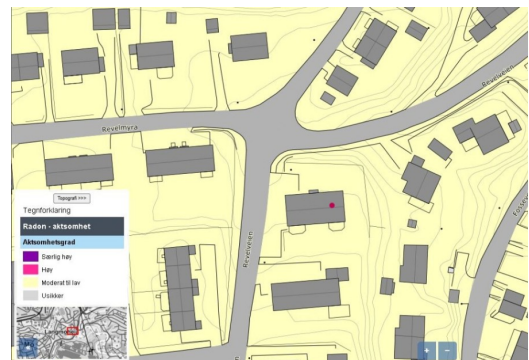 Revelveien
Revelmyra
Revelveien
Topografi >>>
Tegnforklaring
Radon - aktsomhet
Aktsomhetsgrad
Særlig høy
Høy
Moderat til lav
Usikker